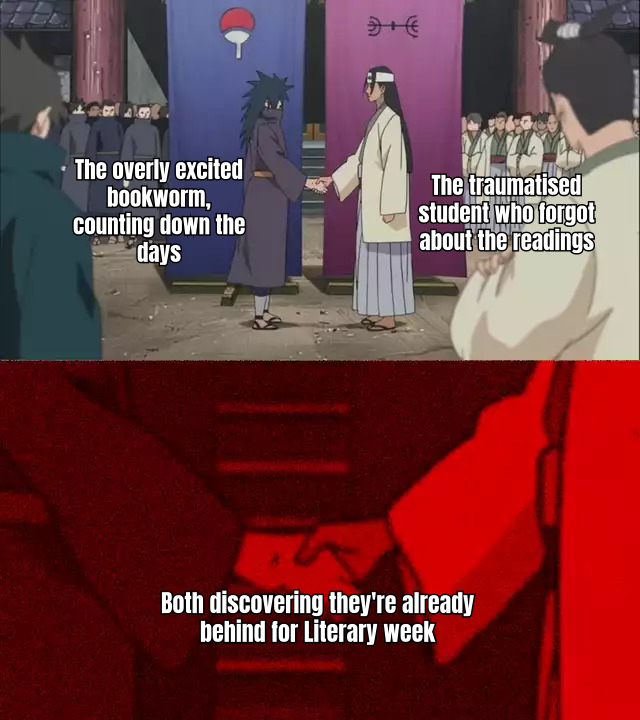 The overly excited
bookworm,
counting down the
days
The traumatised
student who forgot
about the readings
Both discovering they're already
behind for Literary week